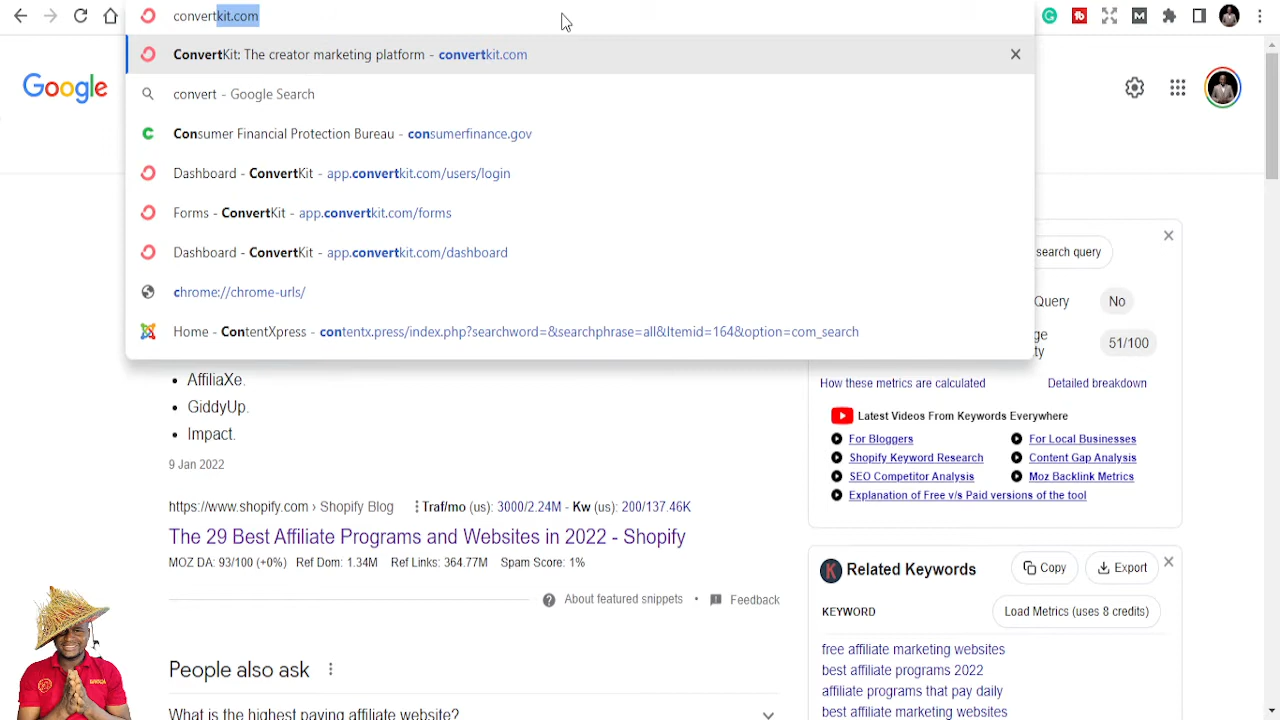 convertkit.com
ConvertKit: The creator marketing platform - convertkit.com
convert - Google Search
Consumer Financial Protection Bureau - consumerfinance.gov
Dashboard - ConvertKit - app.convertkit.com/users/login
Forms - ConvertKit - app.convertkit.com/forms
Dashboard - ConvertKit - app.convertkit.com/dashboard
chrome://chrome-urls/
Home - ContentXpress - contentx.press/index.php?searchword=&searchphrase=all&Itemid=164&option=com_search
Google
AffiliaXe.
GiddyUp.
Impact.
9 Jan 2022
https://www.shopify.com › Shopify Blog Traf/mo (us): 3000/2.24M - Kw (us): 200/137.46K
The 29 Best Affiliate Programs and Websites in 2022 - Shopify
MOZ DA: 93/100 (+0%) Ref Dom: 1.34M Ref Links: 364.77M Spam Score: 1%
About featured snippets • Feedback
People also ask
What is the highest paying affiliate website?
search query
Query No
ge
ty 51/100
How these metrics are calculated Detailed breakdown
Latest Videos From Keywords Everywhere
For Bloggers For Local Businesses
Shopify Keyword Research Content Gap Analysis
SEO Competitor Analysis Moz Backlink Metrics
Explanation of Free v/s Paid versions of the tool
K Related Keywords Copy Export
KEYWORD Load Metrics (uses 8 credits)
free affiliate marketing websites
best affiliate programs 2022
affiliate programs that pay daily
best affiliate marketing websites